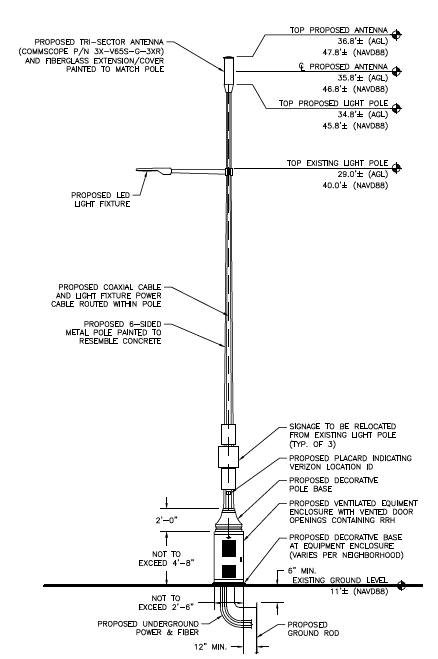 TOP PROPOSED ANTENNA
36.8'± (AGL)
47.8'± (NAVD88)
PROPOSED TRI-SECTOR ANTENNA
(COMMSCOPE P/N 3X-V65S-G-3XR)
AND FIBERGLASS EXTENSION/COVER
PAINTED TO MATCH POLE
℄ PROPOSED ANTENNA
35.8'± (AGL)
46.8'± (NAVD88)
TOP PROPOSED LIGHT POLE
34.8'± (AGL)
45.8'± (NAVD88)
TOP EXISTING LIGHT POLE
29.0'± (AGL)
40.0'± (NAVD88)
PROPOSED LED
LIGHT FIXTURE
PROPOSED COAXIAL CABLE
AND LIGHT FIXTURE POWER
CABLE ROUTED WITHIN POLE
PROPOSED 6-SIDED
METAL POLE PAINTED TO
RESEMBLE CONCRETE
SIGNAGE TO BE RELOCATED
FROM EXISTING LIGHT POLE
(TYP. OF 3)
PROPOSED PLACARD INDICATING
VERIZON LOCATION ID
PROPOSED DECORATIVE
POLE BASE
PROPOSED VENTILATED EQUIMENT
ENCLOSURE WITH VENTED DOOR
OPENINGS CONTAINING RRH
2'-0"
PROPOSED DECORATIVE BASE
AT EQUIPMENT ENCLOSURE
(VARIES PER NEIGHBORHOOD)
NOT TO
EXCEED 4'-8"
6" MIN.
EXISTING GROUND LEVEL
11'± (NAVD88)
NOT TO
EXCEED 2'-6"
PROPOSED UNDERGROUND
POWER & FIBER
PROPOSED
GROUND ROD
12" MIN.